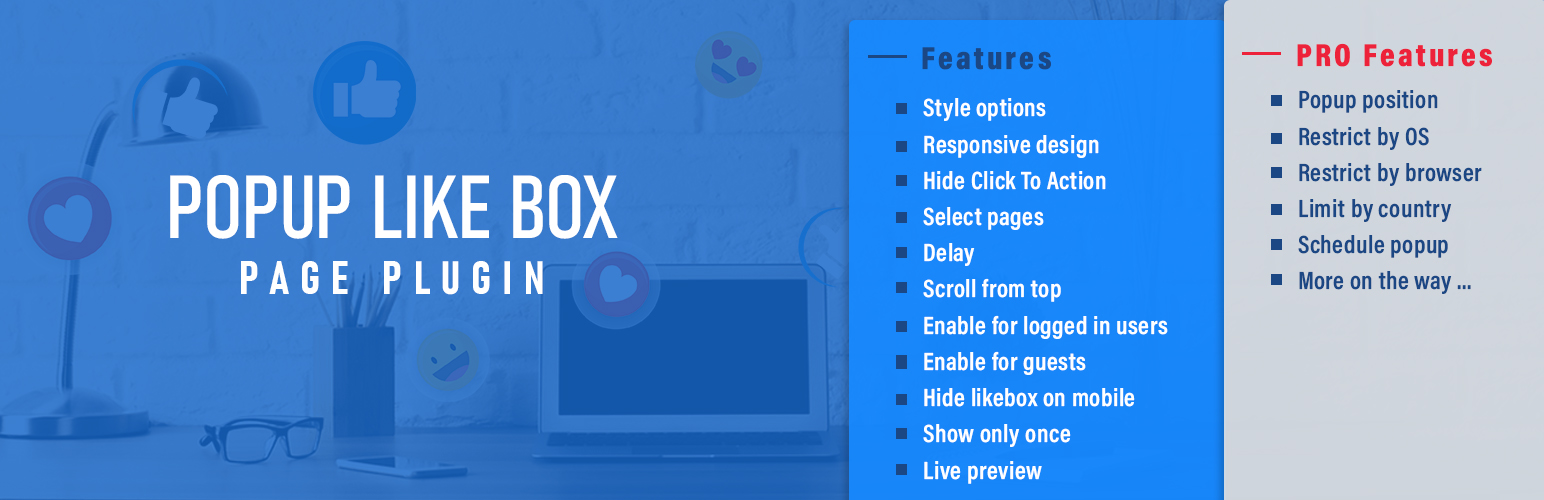 POPUP LIKE BOX
PAGE PLUGIN
Features
Style options
Responsive design
Hide Click To Action
Select pages
Delay
Scroll from top
Enable for logged in users
Enable for guests
Hide likebox on mobile
Show only once
Live preview
PRO Features
Popup position
Restrict by OS
Restrict by browser
Limit by country
Schedule popup
More on the way ...